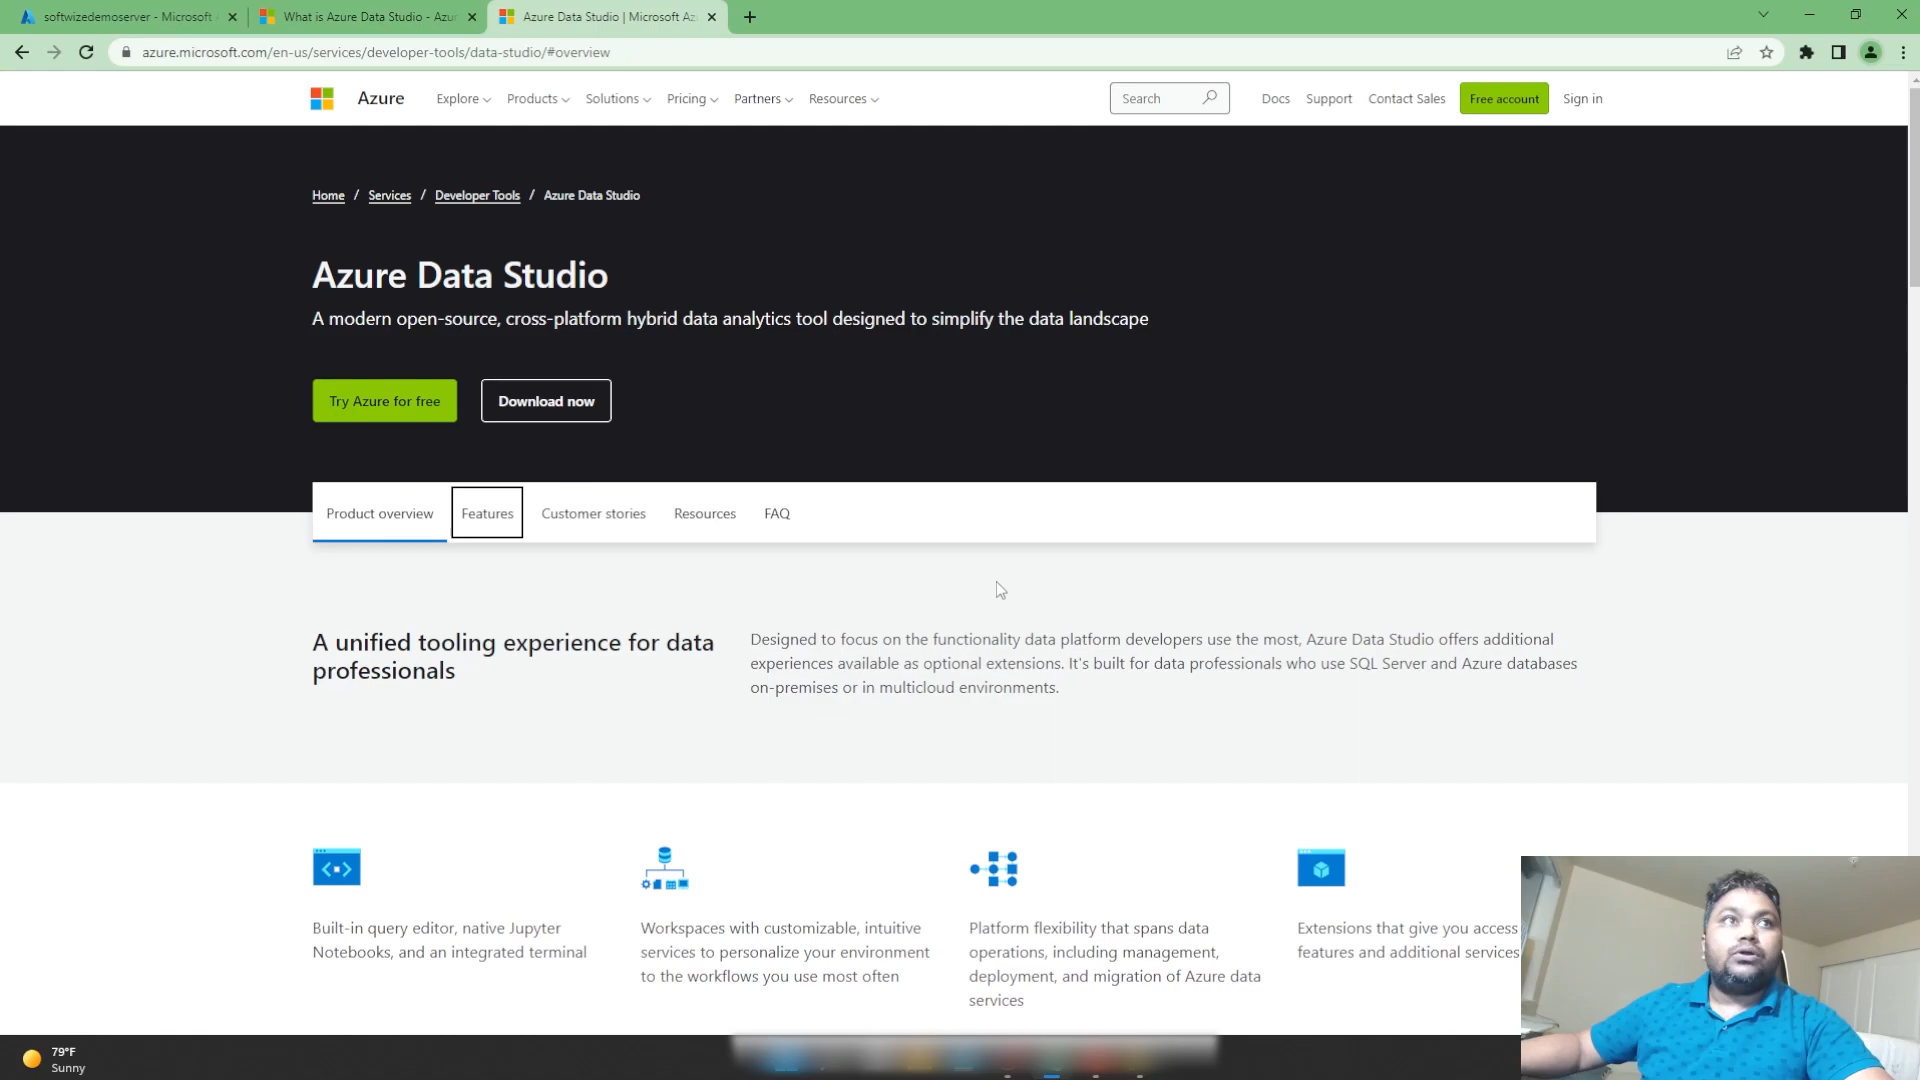 softwizedemoserver - Microsoft
What is Azure Data Studio - Azur
Azure Data Studio | Microsoft Az
azure.microsoft.com/en-us/services/developer-tools/data-studio/#overview
Azure
Explore
Products
Solutions
Pricing
Partners
Resources
Search
Docs
Support
Contact Sales
Free account
Sign in
Home / Services / Developer Tools / Azure Data Studio
Azure Data Studio
A modern open-source, cross-platform hybrid data analytics tool designed to simplify the data landscape
Try Azure for free
Download now
Product overview
Features
Customer stories
Resources
FAQ
A unified tooling experience for data
professionals
Designed to focus on the functionality data platform developers use the most, Azure Data Studio offers additional
experiences available as optional extensions. It's built for data professionals who use SQL Server and Azure databases
on-premises or in multicloud environments.
Built-in query editor, native Jupyter
Notebooks, and an integrated terminal
Workspaces with customizable, intuitive
services to personalize your environment
to the workflows you use most often
Platform flexibility that spans data
operations, including management,
deployment, and migration of Azure data
services
Extensions that give you access
features and additional services
79°F
Sunny